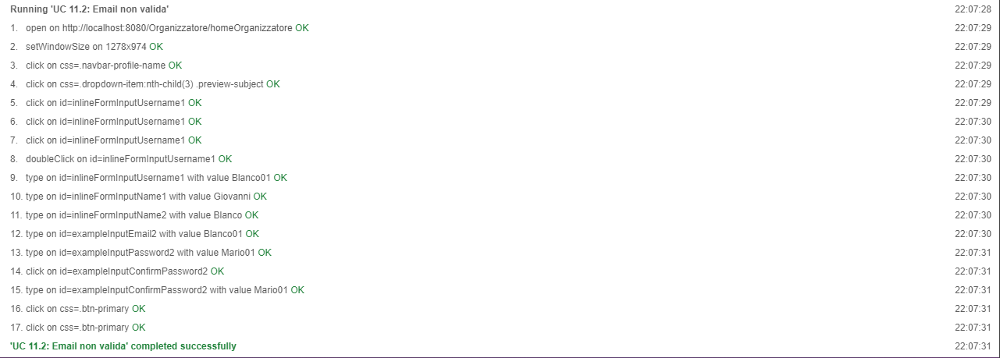 Running 'UC 11.2: Email non valida' 22:07:28
1. open on http://localhost:8080/Organizzatore/homeOrganizzatore OK 22:07:29
2. setWindowSize on 1278x974 OK 22:07:29
3. click on css=.navbar-profile-name OK 22:07:29
4. click on css=.dropdown-item:nth-child(3) .preview-subject OK 22:07:29
5. click on id=inlineFormInputUsername1 OK 22:07:29
6. click on id=inlineFormInputUsername1 OK 22:07:30
7. click on id=inlineFormInputUsername1 OK 22:07:30
8. doubleClick on id=inlineFormInputUsername1 OK 22:07:30
9. type on id=inlineFormInputUsername1 with value Blanco01 OK 22:07:30
10. type on id=inlineFormInputName1 with value Giovanni OK 22:07:30
11. type on id=inlineFormInputName2 with value Blanco OK 22:07:30
12. type on id=exampleInputEmail2 with value Blanco01 OK 22:07:30
13. type on id=exampleInputPassword2 with value Mario01 OK 22:07:31
14. click on id=exampleInputConfirmPassword2 OK 22:07:31
15. type on id=exampleInputConfirmPassword2 with value Mario01 OK 22:07:31
16. click on css=.btn-primary OK 22:07:31
17. click on css=.btn-primary OK 22:07:31
'UC 11.2: Email non valida' completed successfully 22:07:31